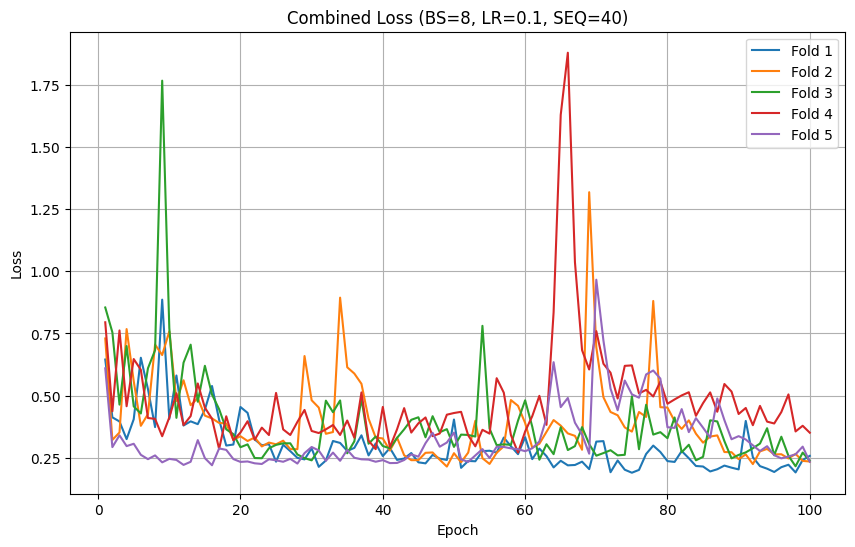 Combined Loss (BS=8, LR=0.1, SEQ=40)
Fold 1
Fold 2
Fold 3
Fold 4
Fold 5
Loss
1.75
1.50
1.25
1.00
0.75
0.50
0.25
0
20
40
60
80
100
Epoch